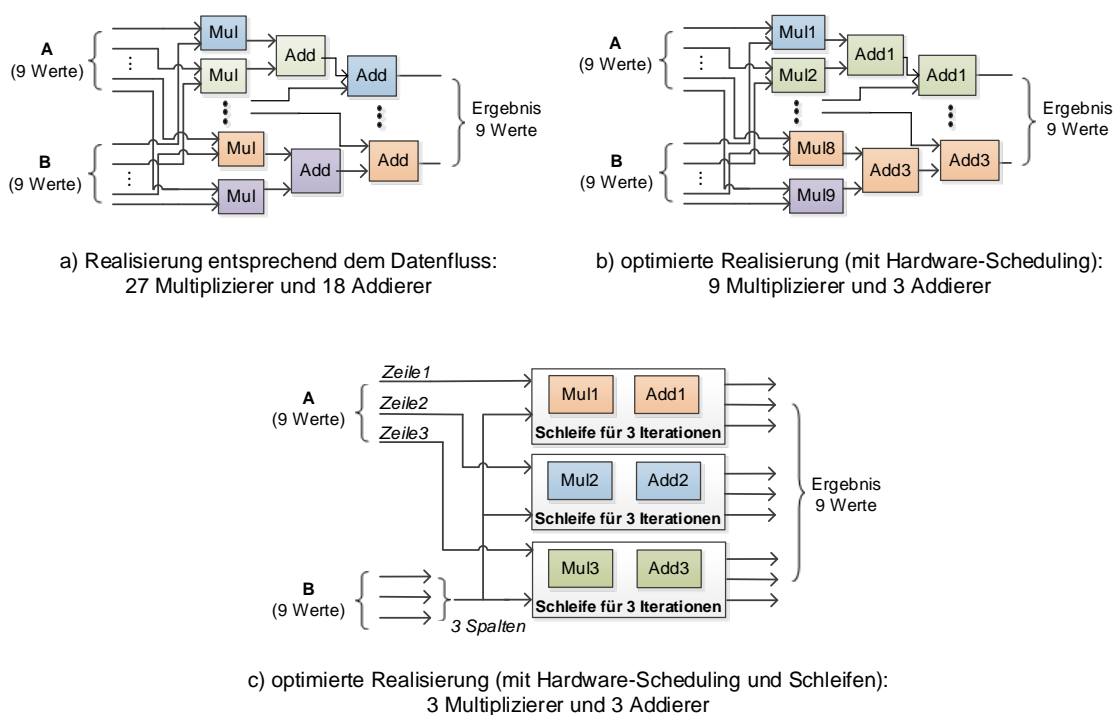 A
(9 Werte)
B
(9 Werte)
Mul
Mul
Mul
Mul
Add
Add
Add
Add
Ergebnis
9 Werte
a) Realisierung entsprechend dem Datenfluss:
27 Multiplizierer und 18 Addierer
A
(9 Werte)
B
(9 Werte)
Mul1
Mul2
Mul8
Mul9
Add1
Add3
Add1
Add3
Ergebnis
9 Werte
b) optimierte Realisierung (mit Hardware-Scheduling):
9 Multiplizierer und 3 Addierer
A
(9 Werte)
Zeile1
Zeile2
Zeile3
B
(9 Werte)
3 Spalten
Mul1 Add1
Schleife für 3 Iterationen
Mul2 Add2
Schleife für 3 Iterationen
Mul3 Add3
Schleife für 3 Iterationen
Ergebnis
9 Werte
c) optimierte Realisierung (mit Hardware-Scheduling und Schleifen):
3 Multiplizierer und 3 Addierer